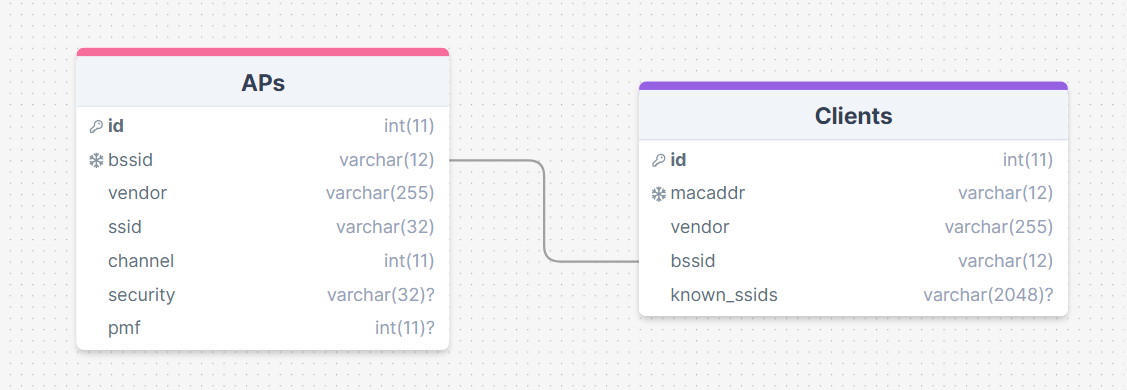 APs
id int(11)
bssid varchar(12)
vendor varchar(255)
ssid varchar(32)
channel int(11)
security varchar(32)?
pmf int(11)?
Clients
id int(11)
macaddr varchar(12)
vendor varchar(255)
bssid varchar(12)
known_ssids varchar(2048)?